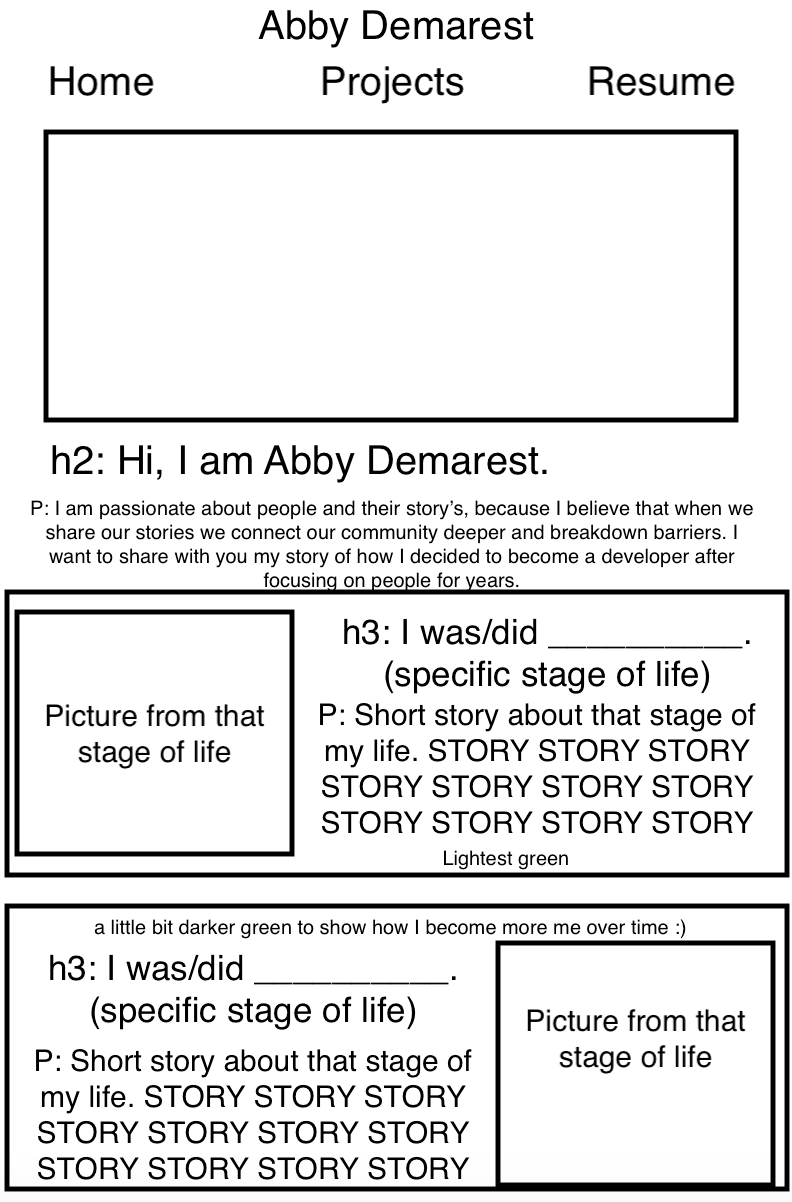 Abby Demarest
Home Projects Resume
h2: Hi, I am Abby Demarest.
P: I am passionate about people and their story’s, because I believe that when we
share our stories we connect our community deeper and breakdown barriers. I
want to share with you my story of how I decided to become a developer after
focusing on people for years.
Picture from that
stage of life
h3: I was/did __________.
(specific stage of life)
P: Short story about that stage of
my life. STORY STORY STORY
STORY STORY STORY STORY
STORY STORY STORY STORY
Lightest green
a little bit darker green to show how I become more me over time :)
h3: I was/did __________.
(specific stage of life)
P: Short story about that stage of
my life. STORY STORY STORY
STORY STORY STORY STORY
STORY STORY STORY STORY
Picture from that
stage of life